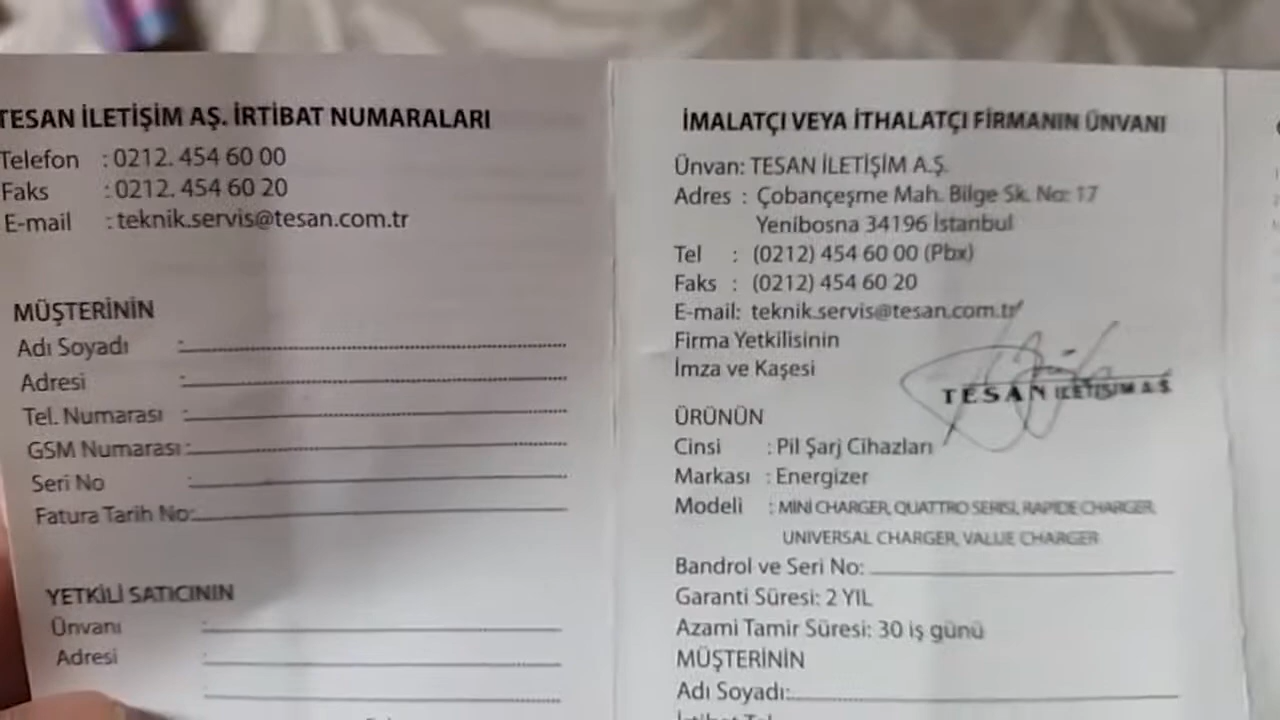 TESAN İLETİŞİM AŞ. İRTİBAT NUMARALARI
Telefon : 0212. 454 60 00
Faks : 0212. 454 60 20
E-mail : teknik.servis@tesan.com.tr
MÜŞTERİNİN
Adı Soyadı :
Adresi :
Tel. Numarası :
GSM Numarası :
Seri No :
Fatura Tarih No:
YETKİLİ SATICININ
Ünvanı :
Adresi :
İMALATÇI VEYA İTHALATÇI FİRMANIN ÜNVANI
Ünvan: TESAN İLETİŞİM A.Ş.
Adres : Çobançeşme Mah. Bilge Sk. No: 17
Yenibosna 34196 İstanbul
Tel : (0212) 454 60 00 (Pbx)
Faks : (0212) 454 60 20
E-mail: teknik.servis@tesan.com.tr
Firma Yetkilisinin
İmza ve Kaşesi
TESAN İLETİŞİM A.Ş.
ÜRÜNÜN
Cinsi : Pil Şarj Cihazları
Markası : Energizer
Modeli : MINI CHARGER, QUATTRO SERISI, RAPIDE CHARGER,
UNIVERSAL CHARGER, VALUE CHARGER
Bandrol ve Seri No:
Garanti Süresi: 2 YIL
Azami Tamir Süresi: 30 iş günü
MÜŞTERİNİN
Adı Soyadı: